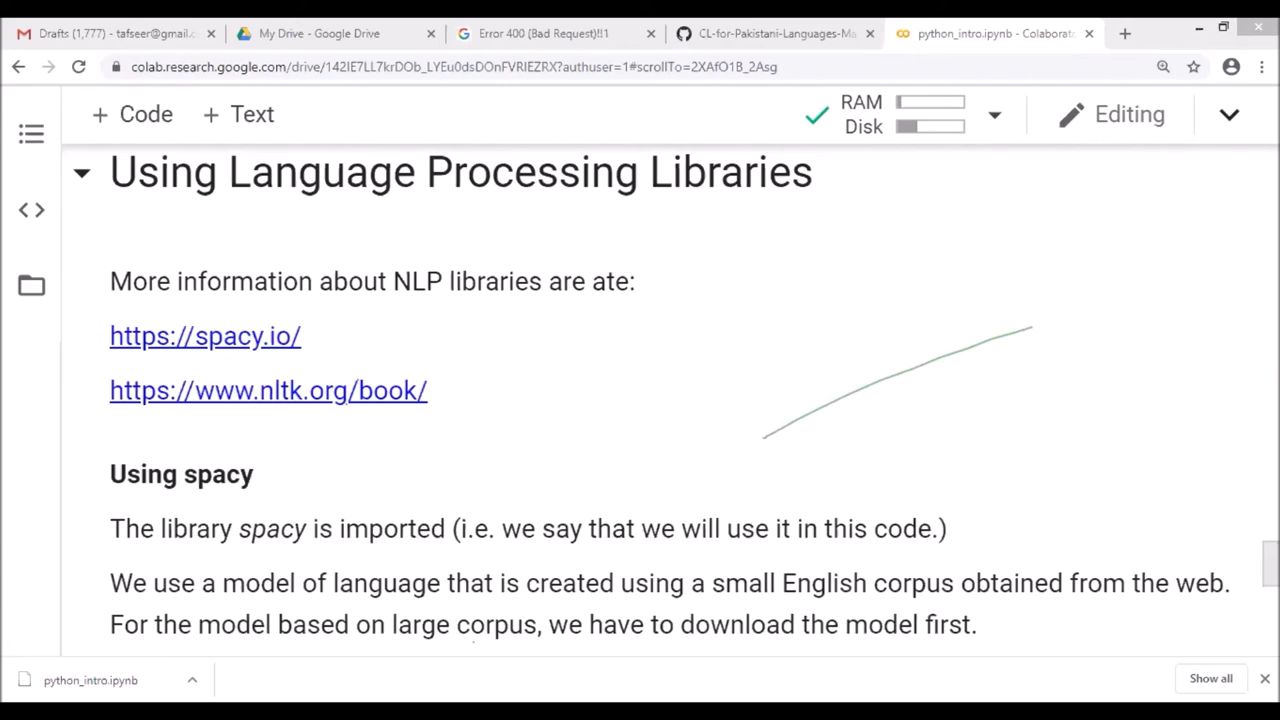 Drafts (1,777) - tafseer@gmail.c
My Drive - Google Drive
Error 400 (Bad Request)!!1
CL-for-Pakistani-Languages-Ma
python_intro.ipynb - Colaborato
colab.research.google.com/drive/142IE7LL7krDOb_LYEu0dsDOnFVRIEZRX?authuser=1#scrollTo=2XAfO1B_2Asg
+ Code + Text
RAM
Disk
Editing
Using Language Processing Libraries
More information about NLP libraries are ate:
https://spacy.io/
https://www.nltk.org/book/
Using spacy
The library spacy is imported (i.e. we say that we will use it in this code.)
We use a model of language that is created using a small English corpus obtained from the web.
For the model based on large corpus, we have to download the model first.
python_intro.ipynb
Show all